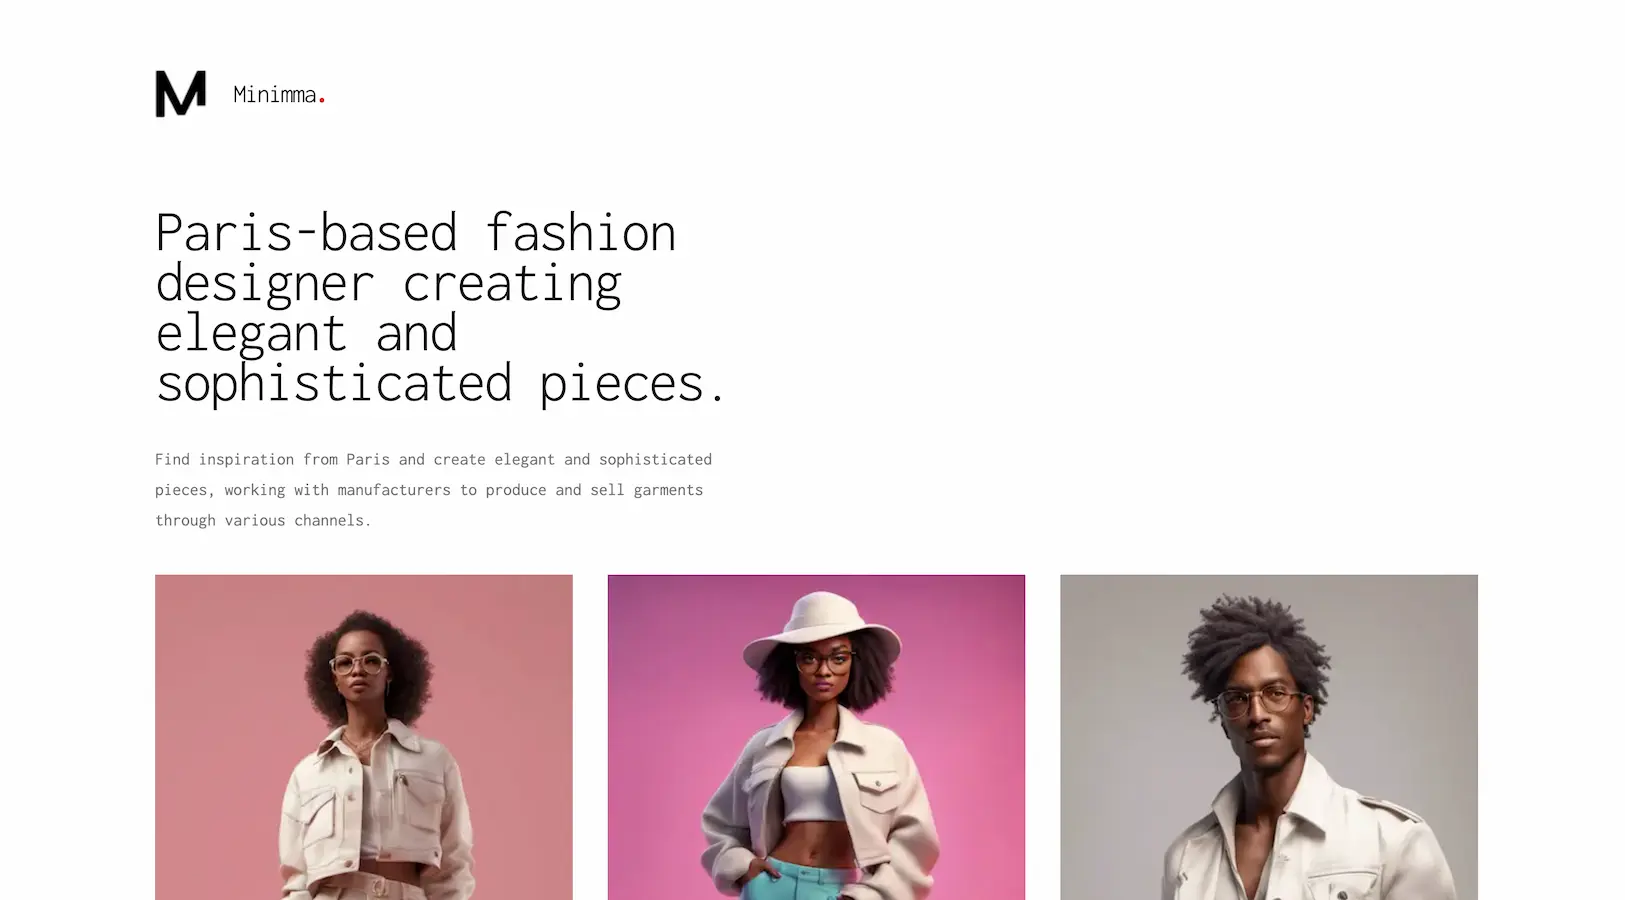 M Minimma.
Paris-based fashion
designer creating
elegant and
sophisticated pieces.
Find inspiration from Paris and create elegant and sophisticated
pieces, working with manufacturers to produce and sell garments
through various channels.